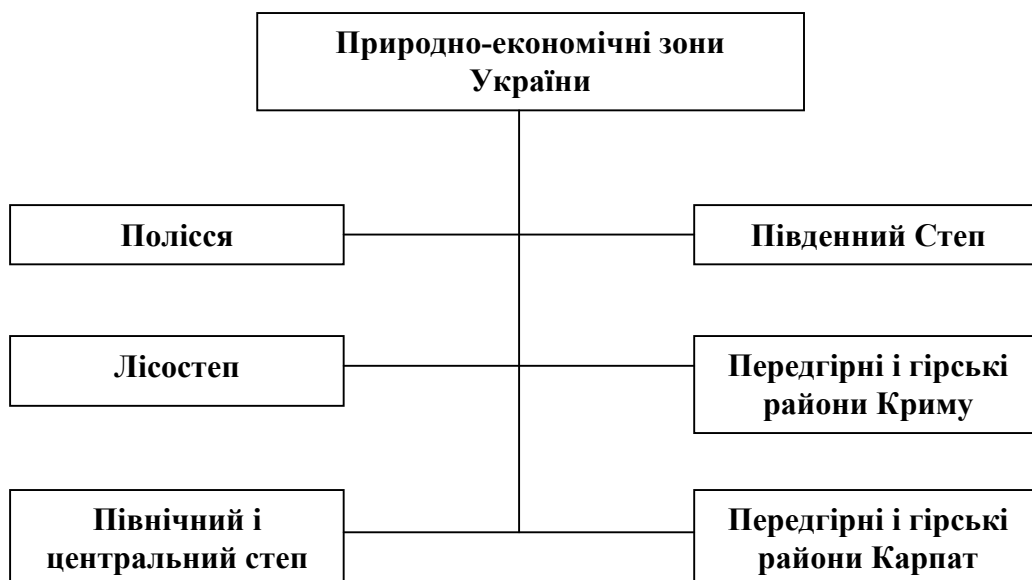 Природно-економічні зони
України
Полісся
Південний Степ
Лісостеп
Передгірні і гірські
райони Криму
Північний і
центральний степ
Передгірні і гірські
райони Карпат